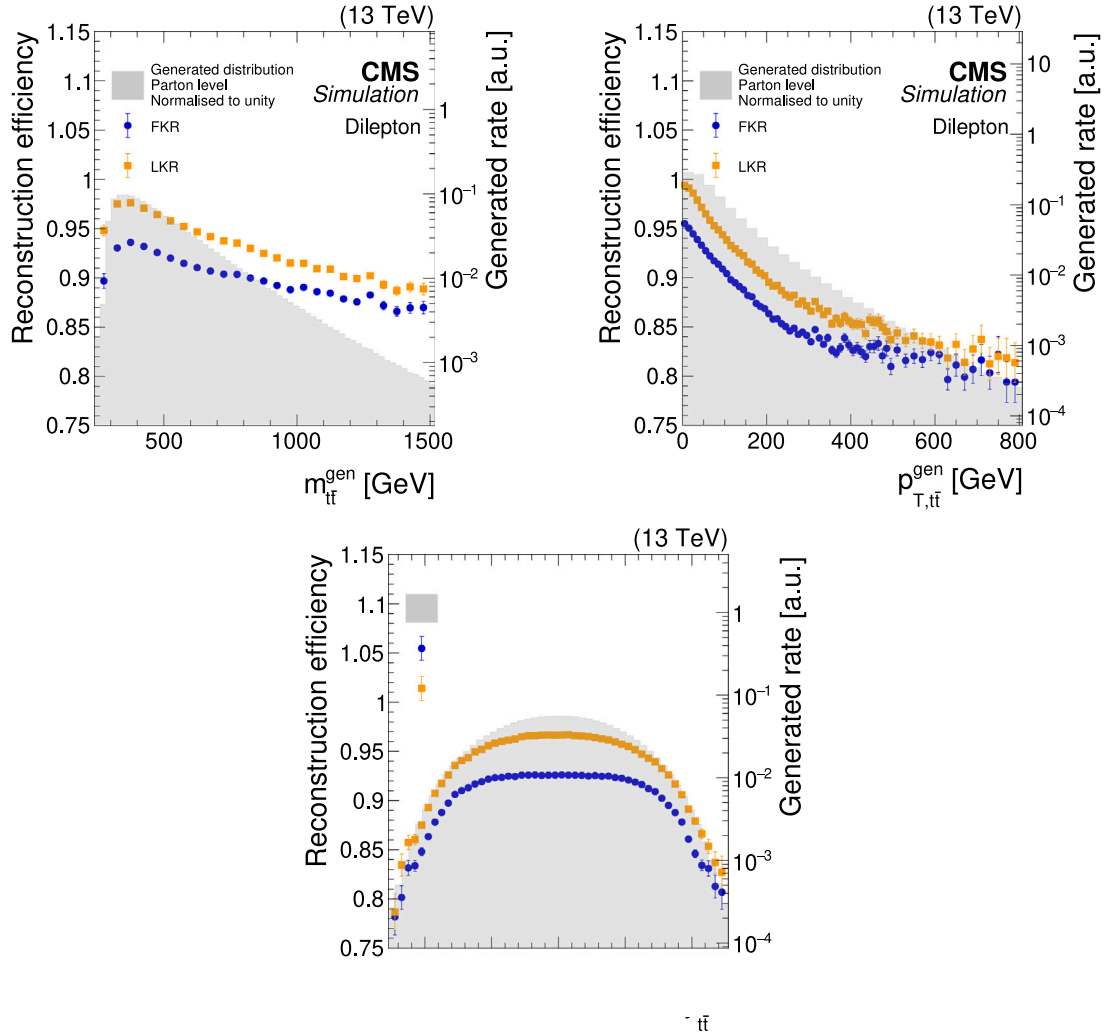 (13 TeV)
Reconstruction efficiency
1.15
1.1
1.05
1
0.95
0.9
0.85
0.8
0.75
Generated distribution
Parton level
Normalised to unity
FKR
LKR
CMS
Simulation
Dilepton
1
10⁻¹
10⁻²
10⁻³
Generated rate [a.u.]
500
1000
1500
m_{tt̄}^{gen} [GeV]
(13 TeV)
Reconstruction efficiency
1.15
1.1
1.05
1
0.95
0.9
0.85
0.8
0.75
Generated distribution
Parton level
Normalised to unity
FKR
LKR
CMS
Simulation
Dilepton
10
1
10⁻¹
10⁻²
10⁻³
10⁻⁴
Generated rate [a.u.]
0
200
400
600
800
p_{T,tt̄}^{gen} [GeV]
(13 TeV)
Reconstruction efficiency
1.15
1.1
1.05
1
0.95
0.9
0.85
0.8
0.75
1
10⁻¹
10⁻²
10⁻³
10⁻⁴
Generated rate [a.u.]
tt̄